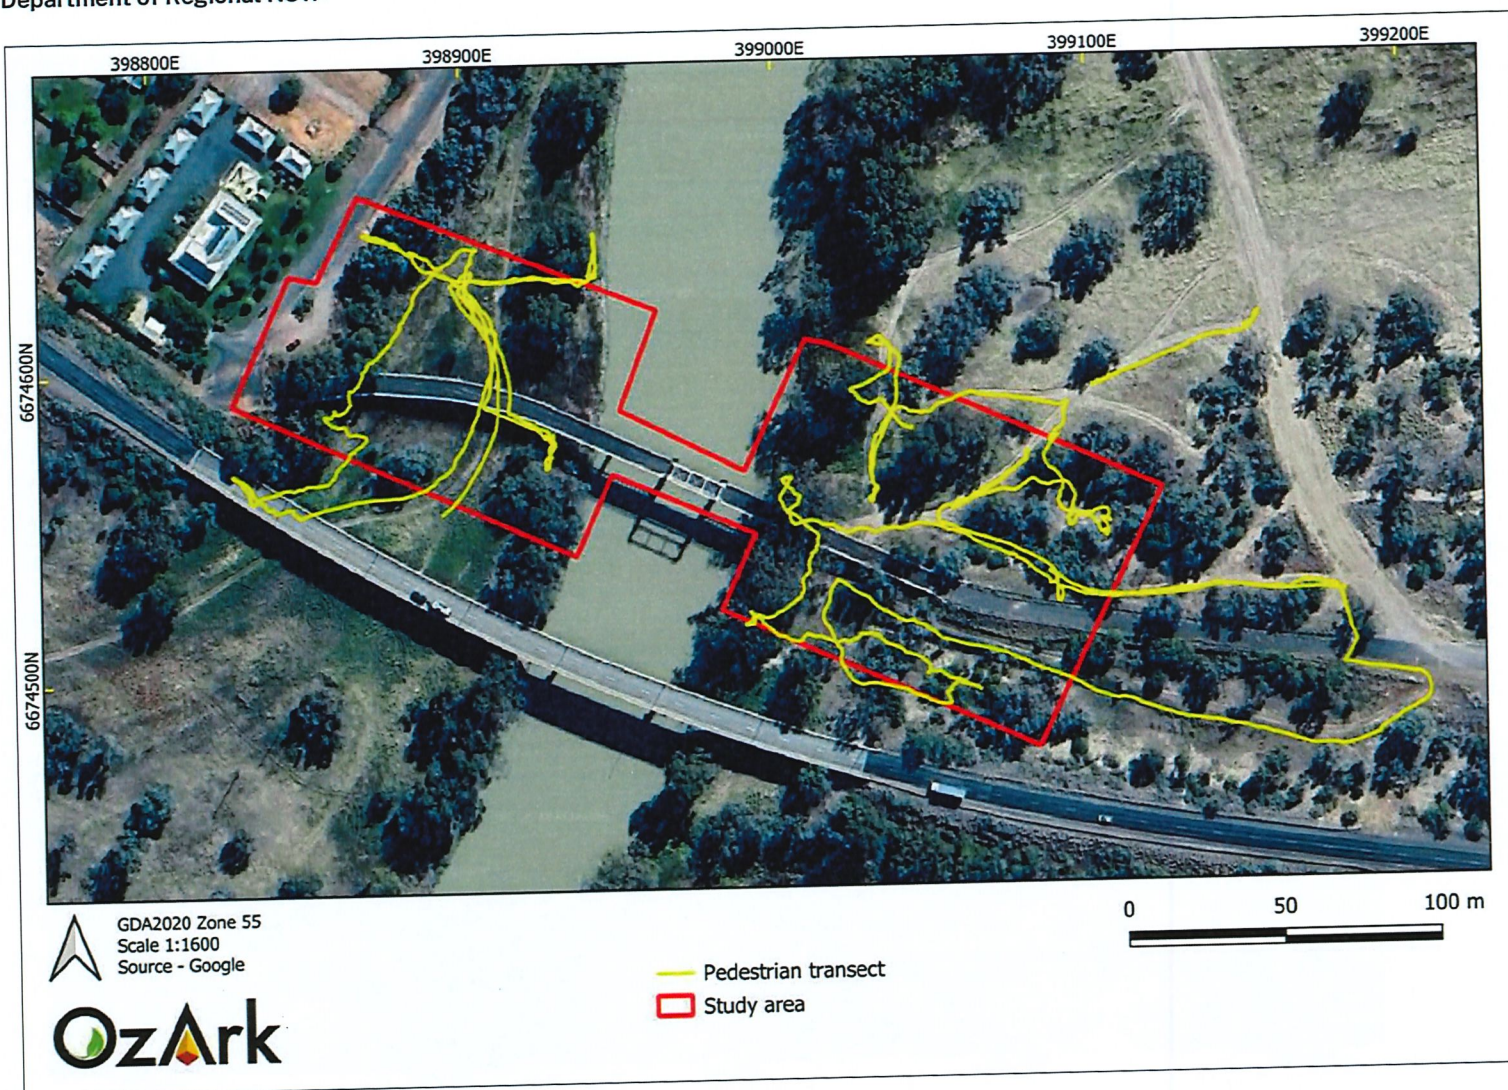 398800E
398900E
399000E
399100E
399200E
6674600N
6674500N
GDA2020 Zone 55
Scale 1:1600
Source - Google
0 50 100 m
Pedestrian transect
Study area
OzArk